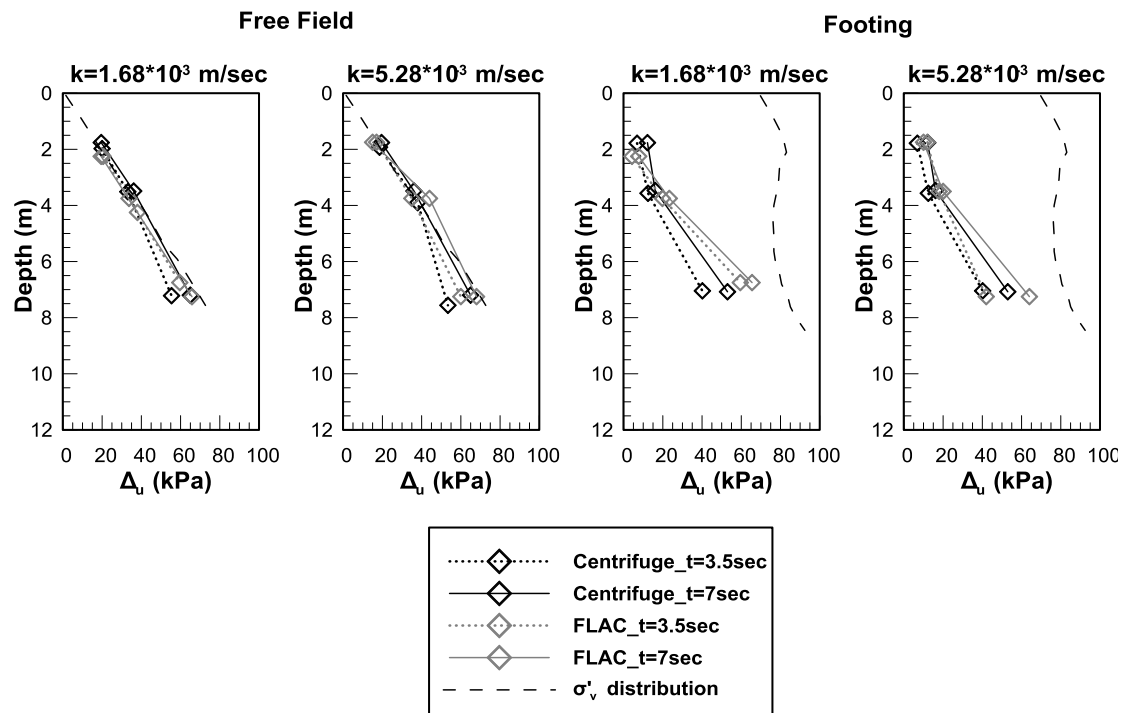 Free Field
Footing
k=1.68*10³ m/sec
k=5.28*10³ m/sec
k=1.68*10³ m/sec
k=5.28*10³ m/sec
Depth (m)
0
2
4
6
8
10
12
0 20 40 60 80 100
Δu (kPa)
Depth (m)
0
2
4
6
8
10
12
0 20 40 60 80 100
Δu (kPa)
Depth (m)
0
2
4
6
8
10
12
0 20 40 60 80 100
Δu (kPa)
Depth (m)
0
2
4
6
8
10
12
0 20 40 60 80 100
Δu (kPa)
Centrifuge_t=3.5sec
Centrifuge_t=7sec
FLAC_t=3.5sec
FLAC_t=7sec
σ'v distribution